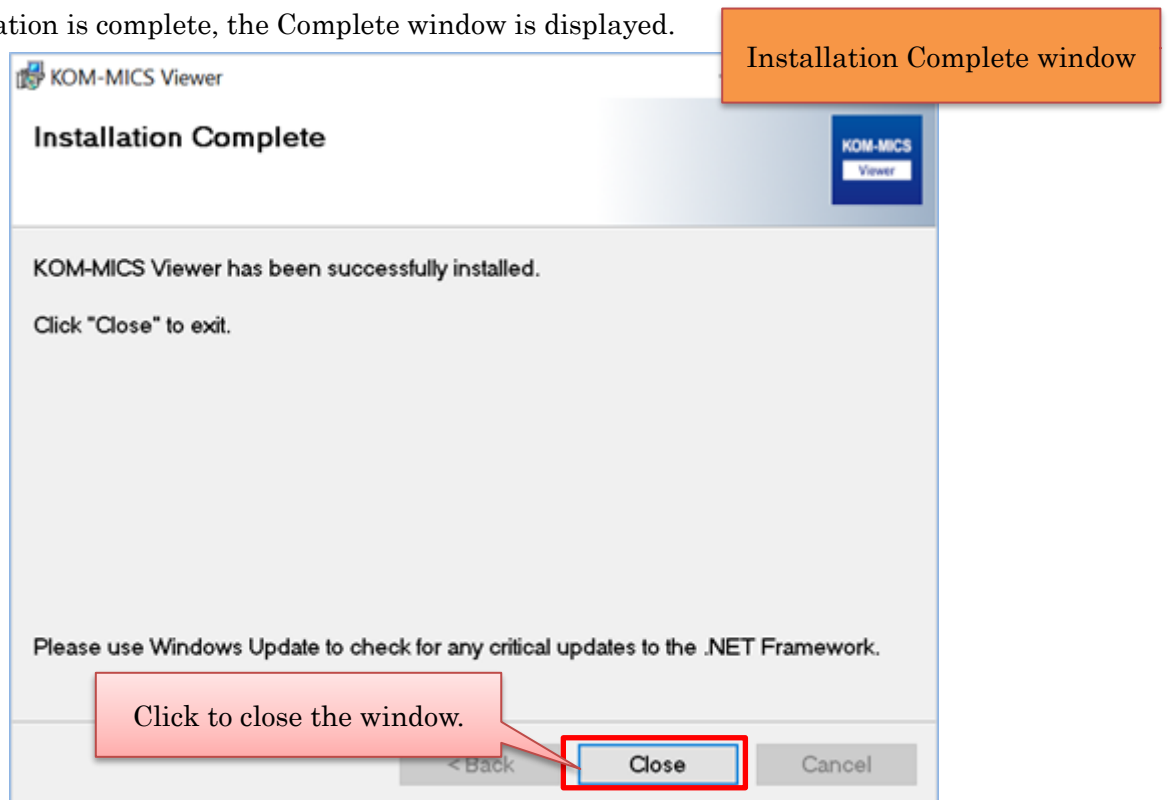 ation is complete, the Complete window is displayed.
Installation Complete window
KOM-MICS Viewer
Installation Complete
KOM-MICS
Viewer
KOM-MICS Viewer has been successfully installed.
Click "Close" to exit.
Please use Windows Update to check for any critical updates to the .NET Framework.
Click to close the window.
< Back
Close
Cancel